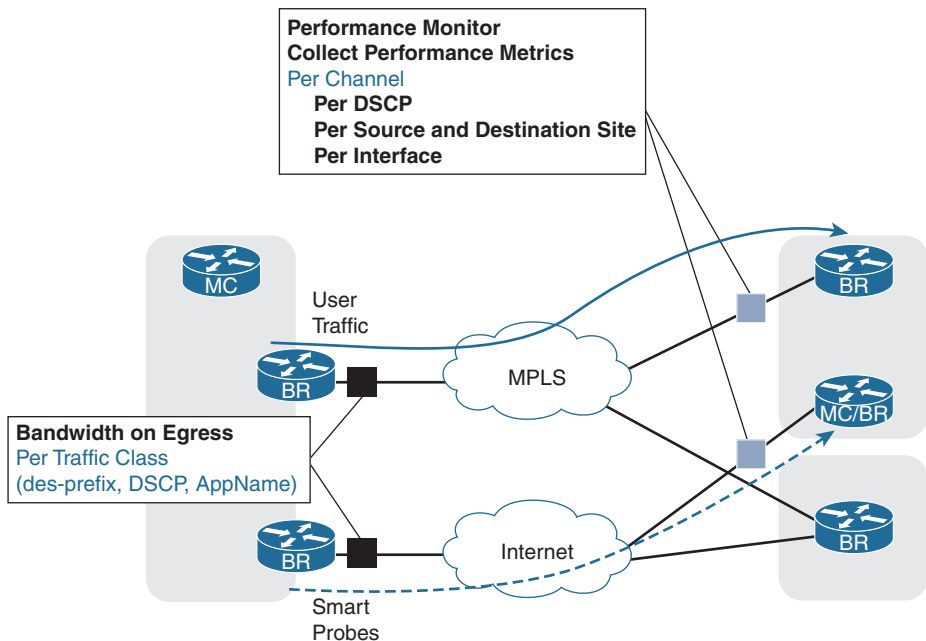 Performance Monitor
Collect Performance Metrics
Per Channel
Per DSCP
Per Source and Destination Site
Per Interface
MC
BR
User
Traffic
BR
MPLS
MC/BR
Bandwidth on Egress
Per Traffic Class
(des-prefix, DSCP, AppName)
BR
Internet
BR
Smart
Probes